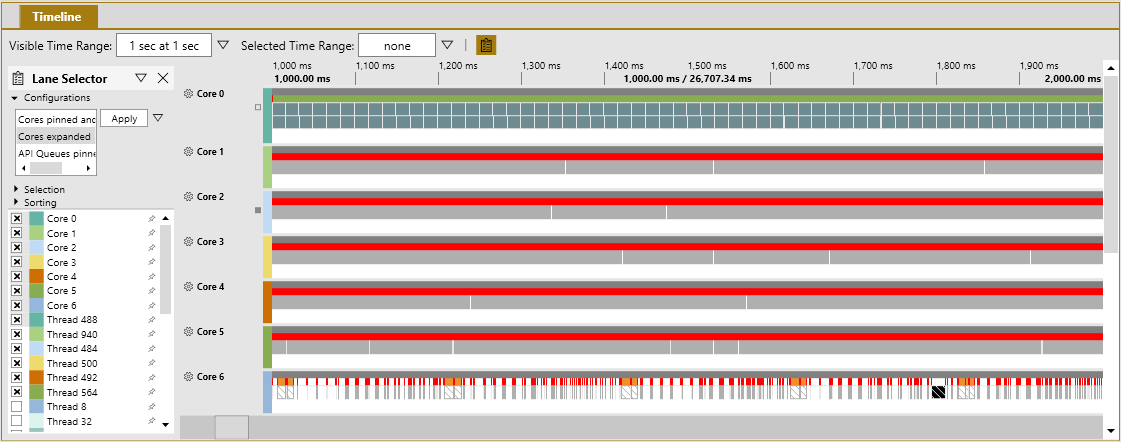 Timeline
Visible Time Range: 1 sec at 1 sec Selected Time Range: none
Lane Selector
Configurations
Cores pinned and
Apply
Cores expanded
API Queues pinne
Selection
Sorting
Core 0
Core 1
Core 2
Core 3
Core 4
Core 5
Core 6
Thread 488
Thread 940
Thread 484
Thread 500
Thread 492
Thread 564
Thread 8
Thread 32
1,000 ms 1,100 ms 1,200 ms 1,300 ms 1,400 ms 1,500 ms 1,600 ms 1,700 ms 1,800 ms 1,900 ms
1,000.00 ms 1,000.00 ms / 26,707.34 ms 2,000.00 ms
Core 0
Core 1
Core 2
Core 3
Core 4
Core 5
Core 6